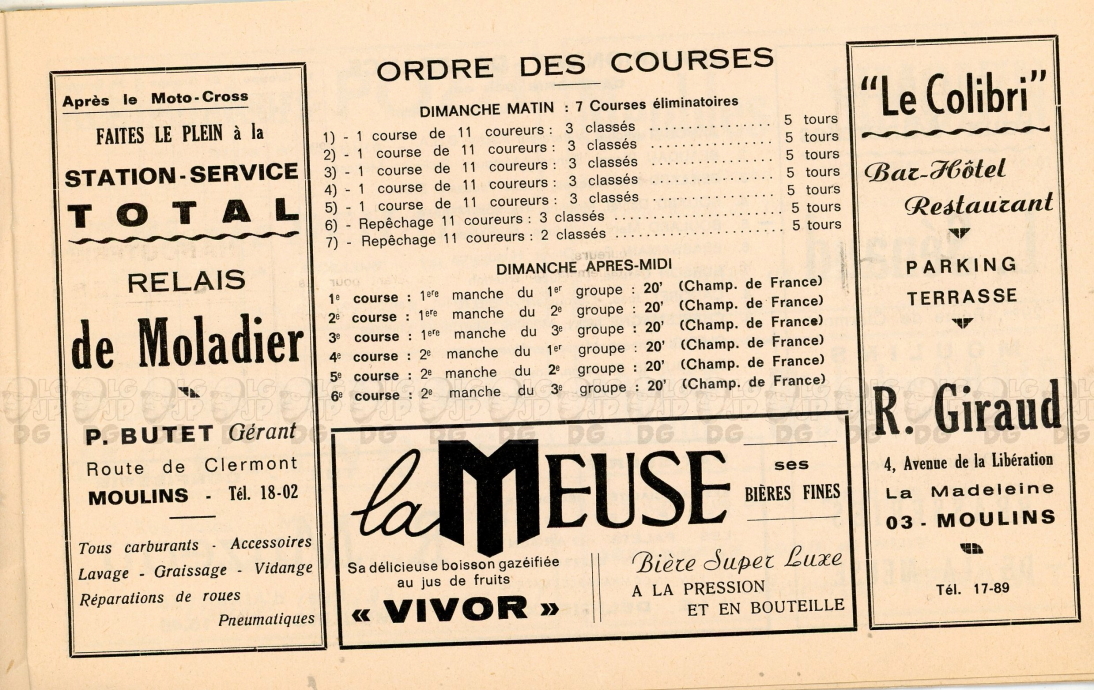 Après le Moto-Cross
FAITES LE PLEIN à la
STATION-SERVICE
TOTAL
RELAIS
de Moladier
P. BUTET Gérant
Route de Clermont
MOULINS - Tél. 18-02
Tous carburants - Accessoires
Lavage - Graissage - Vidange
Réparations de roues
Pneumatiques
ORDRE DES COURSES
DIMANCHE MATIN : 7 Courses éliminatoires
1) - 1 course de 11 coureurs : 3 classés ................ 5 tours
2) - 1 course de 11 coureurs : 3 classés ................ 5 tours
3) - 1 course de 11 coureurs : 3 classés ................ 5 tours
4) - 1 course de 11 coureurs : 3 classés ................ 5 tours
5) - 1 course de 11 coureurs : 3 classés ................ 5 tours
6) - Repêchage 11 coureurs : 3 classés ................ 5 tours
7) - Repêchage 11 coureurs : 2 classés ................ 5 tours
DIMANCHE APRES-MIDI
1e course : 1ere manche du 1er groupe : 20' (Champ. de France)
2e course : 1ere manche du 2e groupe : 20' (Champ. de France)
3e course : 1ere manche du 3e groupe : 20' (Champ. de France)
4e course : 2e manche du 1er groupe : 20' (Champ. de France)
5e course : 2e manche du 2e groupe : 20' (Champ. de France)
6e course : 2e manche du 3e groupe : 20' (Champ. de France)
la MEUSE
ses
BIÈRES FINES
Sa délicieuse boisson gazéifiée
au jus de fruits
« VIVOR »
Bière Super Luxe
A LA PRESSION
ET EN BOUTEILLE
"Le Colibri"
Bar-Hôtel
Restaurant
PARKING
TERRASSE
R. Giraud
4, Avenue de la Libération
La Madeleine
03 - MOULINS
Tél. 17-89